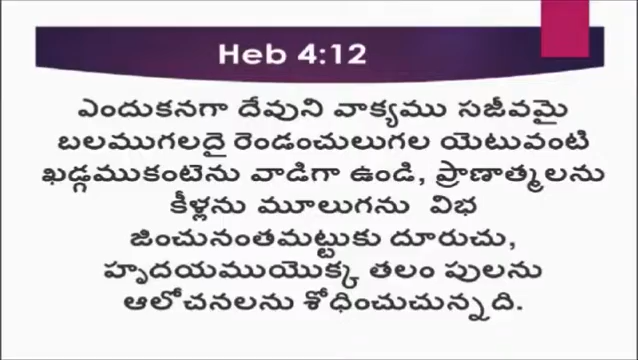 Heb 4:12
ఎందుకనగా దేవుని వాక్యము సజీవమై
బలముగలదై రెండంచులుగల యెటువంటి
ఖడ్గముకంటెను వాడిగా ఉండి, ప్రాణాత్మలను
కీళ్లను మూలుగను విభ
జించునంతమట్టుకు దూరుచు,
హృదయముయొక్క తలం పులను
ఆలోచనలను శోధించుచున్న ది.